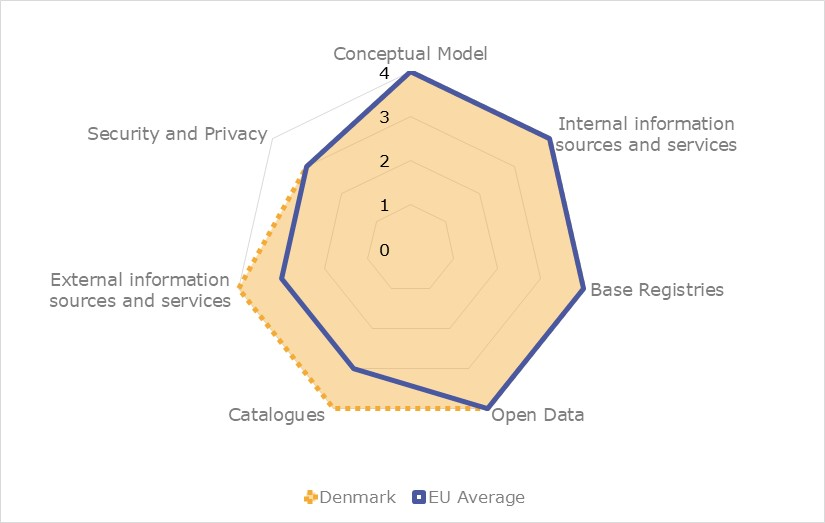 Conceptual Model
4
Internal information
sources and services
3
Security and Privacy
2
1
0
External information
sources and services
Base Registries
Catalogues
Open Data
Denmark
EU Average